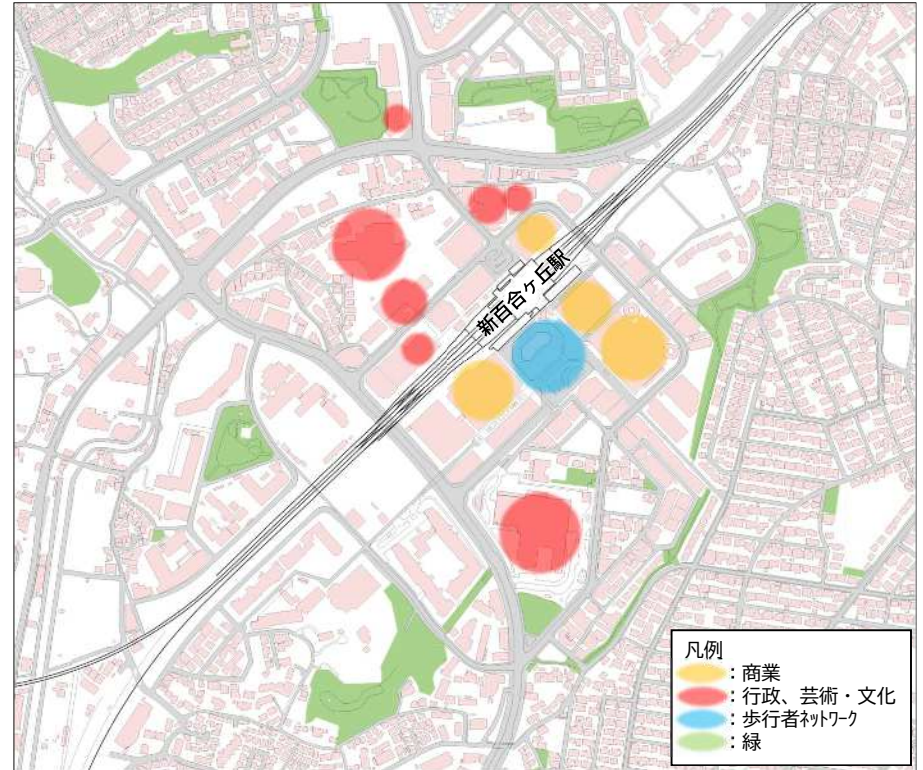 新百合ヶ丘駅
凡例
：商業
：行政、芸術・文化
：歩行者ﾈｯﾄﾜｰｸ
：緑